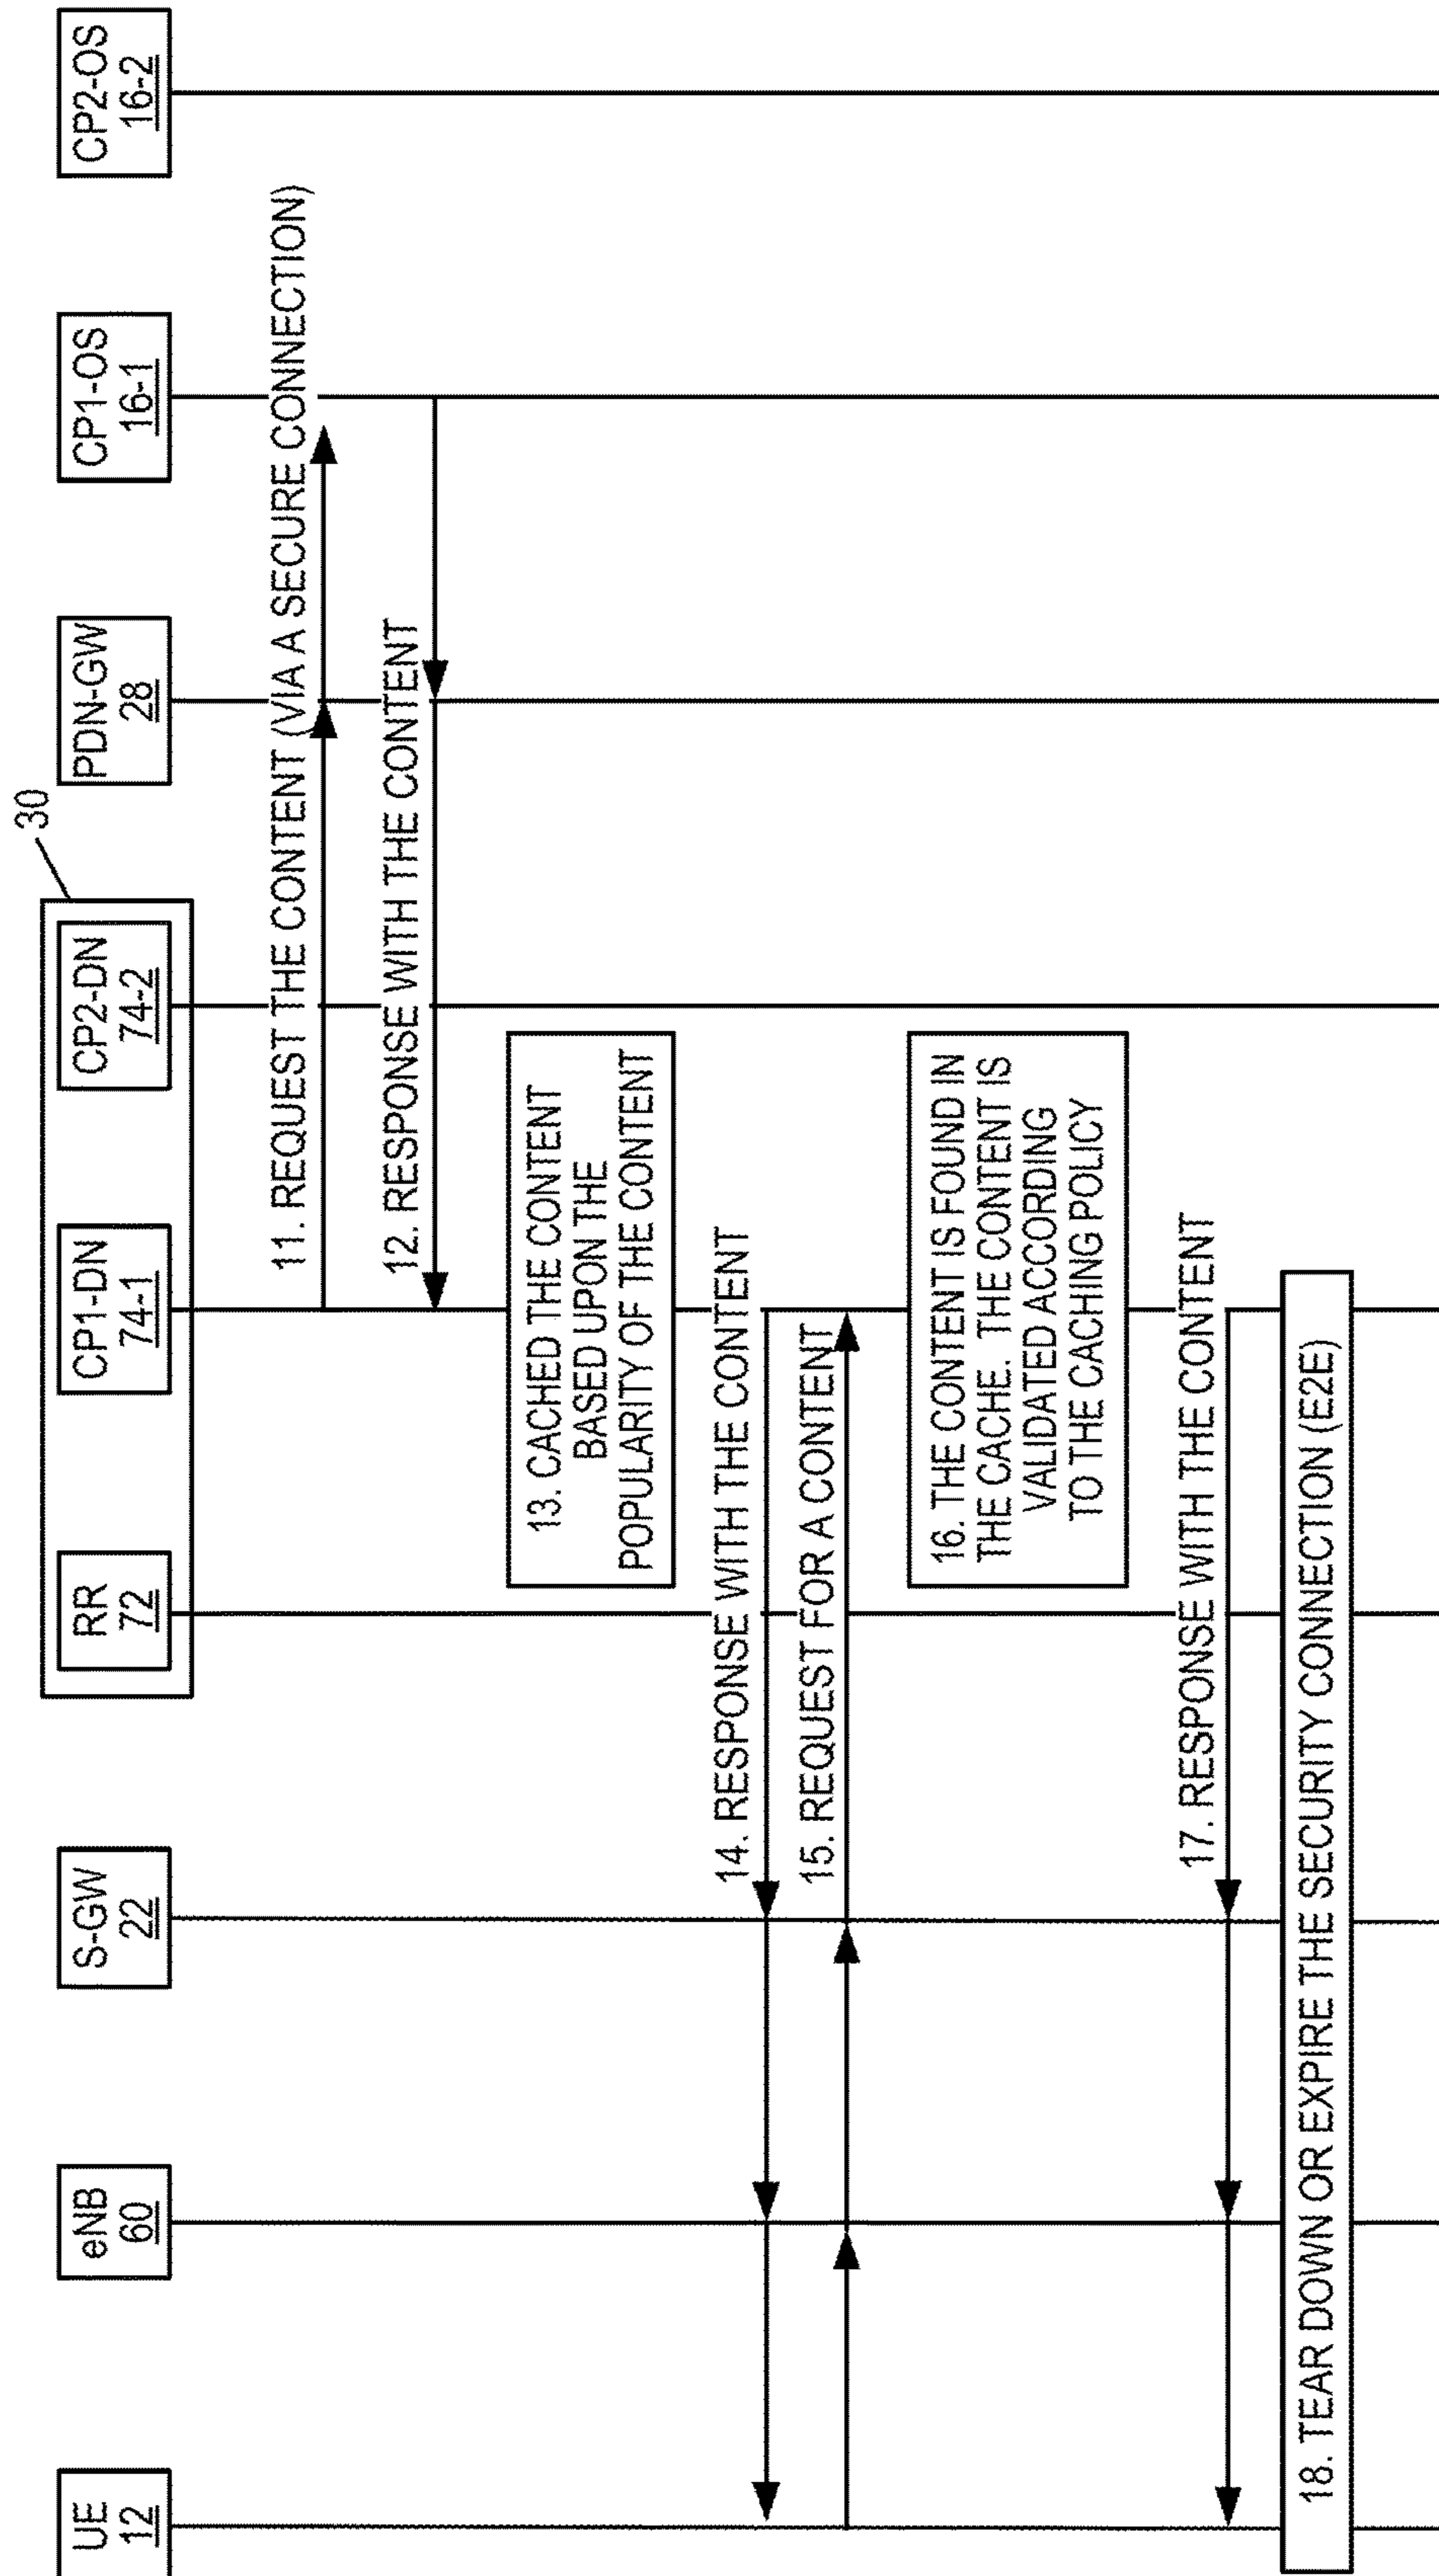 30
UE
12
eNB
60
S-GW
22
RR
72
CP1-DN
74-1
CP2-DN
74-2
PDN-GW
28
CP1-OS
16-1
CP2-OS
16-2
11. REQUEST THE CONTENT (VIA A SECURE CONNECTION)
12. RESPONSE WITH THE CONTENT
13. CACHED THE CONTENT
BASED UPON THE
POPULARITY OF THE CONTENT
14. RESPONSE WITH THE CONTENT
15. REQUEST FOR A CONTENT
16. THE CONTENT IS FOUND IN
THE CACHE. THE CONTENT IS
VALIDATED ACCORDING
TO THE CACHING POLICY
17. RESPONSE WITH THE CONTENT
18. TEAR DOWN OR EXPIRE THE SECURITY CONNECTION (E2E)